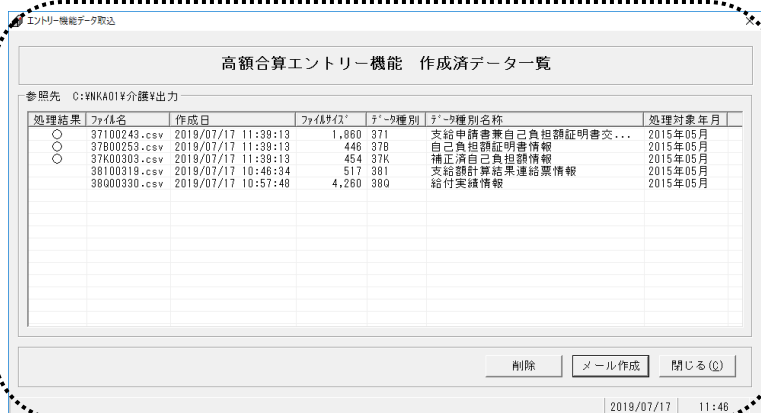 エントリー機能データ取込
高額合算エントリー機能　作成済データ一覧
参照先 C:¥NKA01¥介護¥出力
処理結果 ﾌｧｲﾙ名 作成日 ﾌｧｲﾙｻｲｽﾞ ﾃﾞｰﾀ種別 ﾃﾞｰﾀ種別名称 処理対象年月
○ 37100243.csv 2019/07/17 11:39:13 1,860 371 支給申請書兼自己負担額証明書交... 2015年05月
○ 37B00253.csv 2019/07/17 11:39:13 446 37B 自己負担額証明書情報 2015年05月
○ 37K00303.csv 2019/07/17 11:39:13 454 37K 補正済自己負担額情報 2015年05月
38100319.csv 2019/07/17 10:46:34 517 381 支給額計算結果連絡票情報 2015年05月
38Q00330.csv 2019/07/17 10:57:48 4,260 38Q 給付実績情報 2015年05月
削除 メール作成 閉じる(C)
2019/07/17 11:46